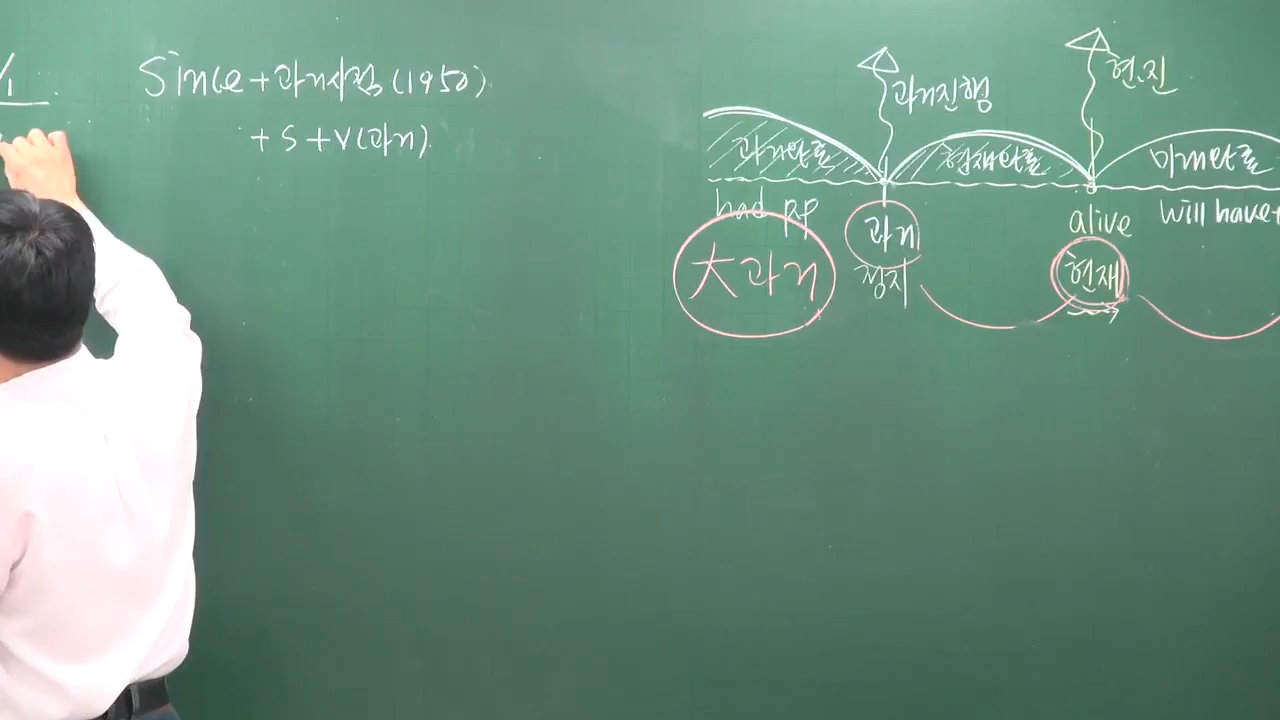 Since + 과거시점 (1950)
+ S + V (과거)
과거진행
현.진
과거완료
현재완료
미래완료
had pp
과거
alive
will have+
大과거
정지
현재